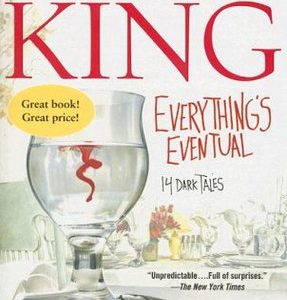 KING
Great book!
Great price!
EVERYTHING'S
EVENTUAL
14 DARK TALES
"Unpredictable....Full of surprises."
—The New York Times